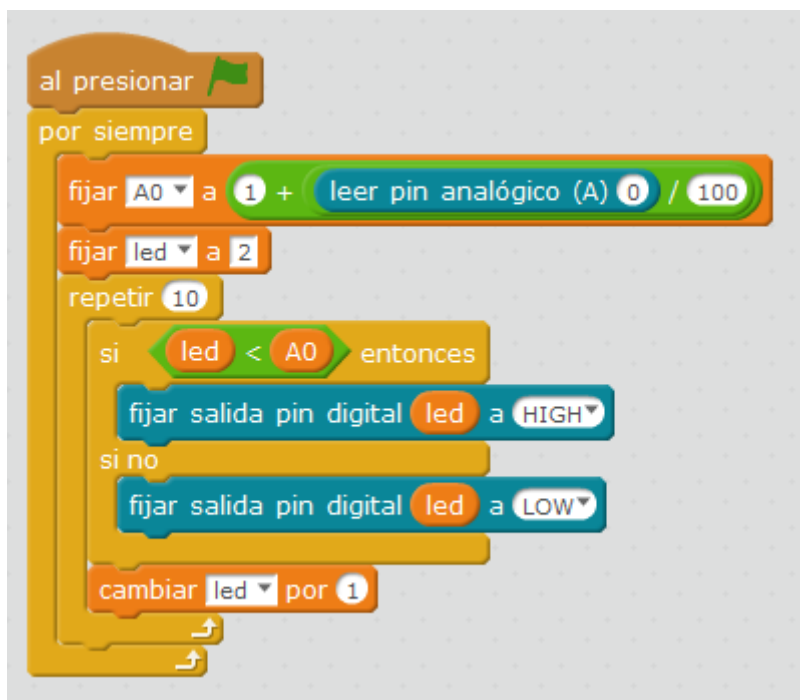 al presionar
por siempre
fijar A0 a 1 + leer pin analógico (A) 0 / 100
fijar led a 2
repetir 10
si led < A0 entonces
fijar salida pin digital led a HIGH
si no
fijar salida pin digital led a LOW
cambiar led por 1